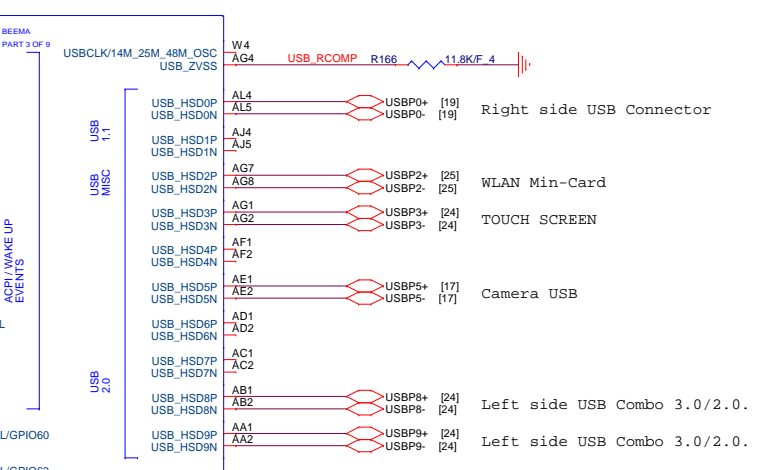 BEEMA
PART 3 OF 9
USBCLK/14M_25M_48M_OSC W4
USB_ZVSS AG4 USB_RCOMP R166 11.8K/F_4
USB_HSD0P AL4 USBP0+ [19]
USB_HSD0N AL5 USBP0- [19] Right side USB Connector
USB 1.1
USB_HSD1P AJ4
USB_HSD1N AJ5
USB MISC
USB_HSD2P AG7 USBP2+ [25]
USB_HSD2N AG8 USBP2- [25] WLAN Min-Card
USB_HSD3P AG1 USBP3+ [24]
USB_HSD3N AG2 USBP3- [24] TOUCH SCREEN
ACPI / WAKE UP
EVENTS
USB_HSD4P AF1
USB_HSD4N AF2
USB_HSD5P AE1 USBP5+ [17]
USB_HSD5N AE2 USBP5- [17] Camera USB
L
USB_HSD6P AD1
USB_HSD6N AD2
USB_HSD7P AC1
USB_HSD7N AC2
USB 2.0
USB_HSD8P AB1 USBP8+ [24]
USB_HSD8N AB2 USBP8- [24] Left side USB Combo 3.0/2.0.
L/GPIO60
USB_HSD9P AA1 USBP9+ [24]
USB_HSD9N AA2 USBP9- [24] Left side USB Combo 3.0/2.0.